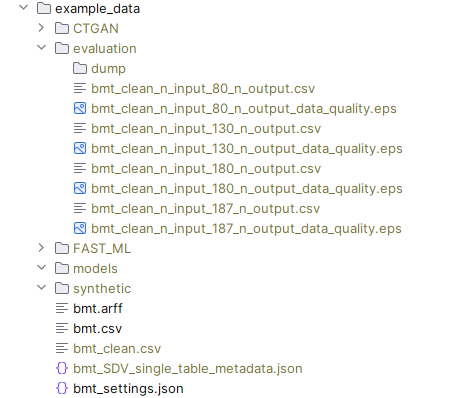 example_data
CTGAN
evaluation
dump
bmt_clean_n_input_80_n_output.csv
bmt_clean_n_input_80_n_output_data_quality.eps
bmt_clean_n_input_130_n_output.csv
bmt_clean_n_input_130_n_output_data_quality.eps
bmt_clean_n_input_180_n_output.csv
bmt_clean_n_input_180_n_output_data_quality.eps
bmt_clean_n_input_187_n_output.csv
bmt_clean_n_input_187_n_output_data_quality.eps
FAST_ML
models
synthetic
bmt.arff
bmt.csv
bmt_clean.csv
bmt_SDV_single_table_metadata.json
bmt_settings.json